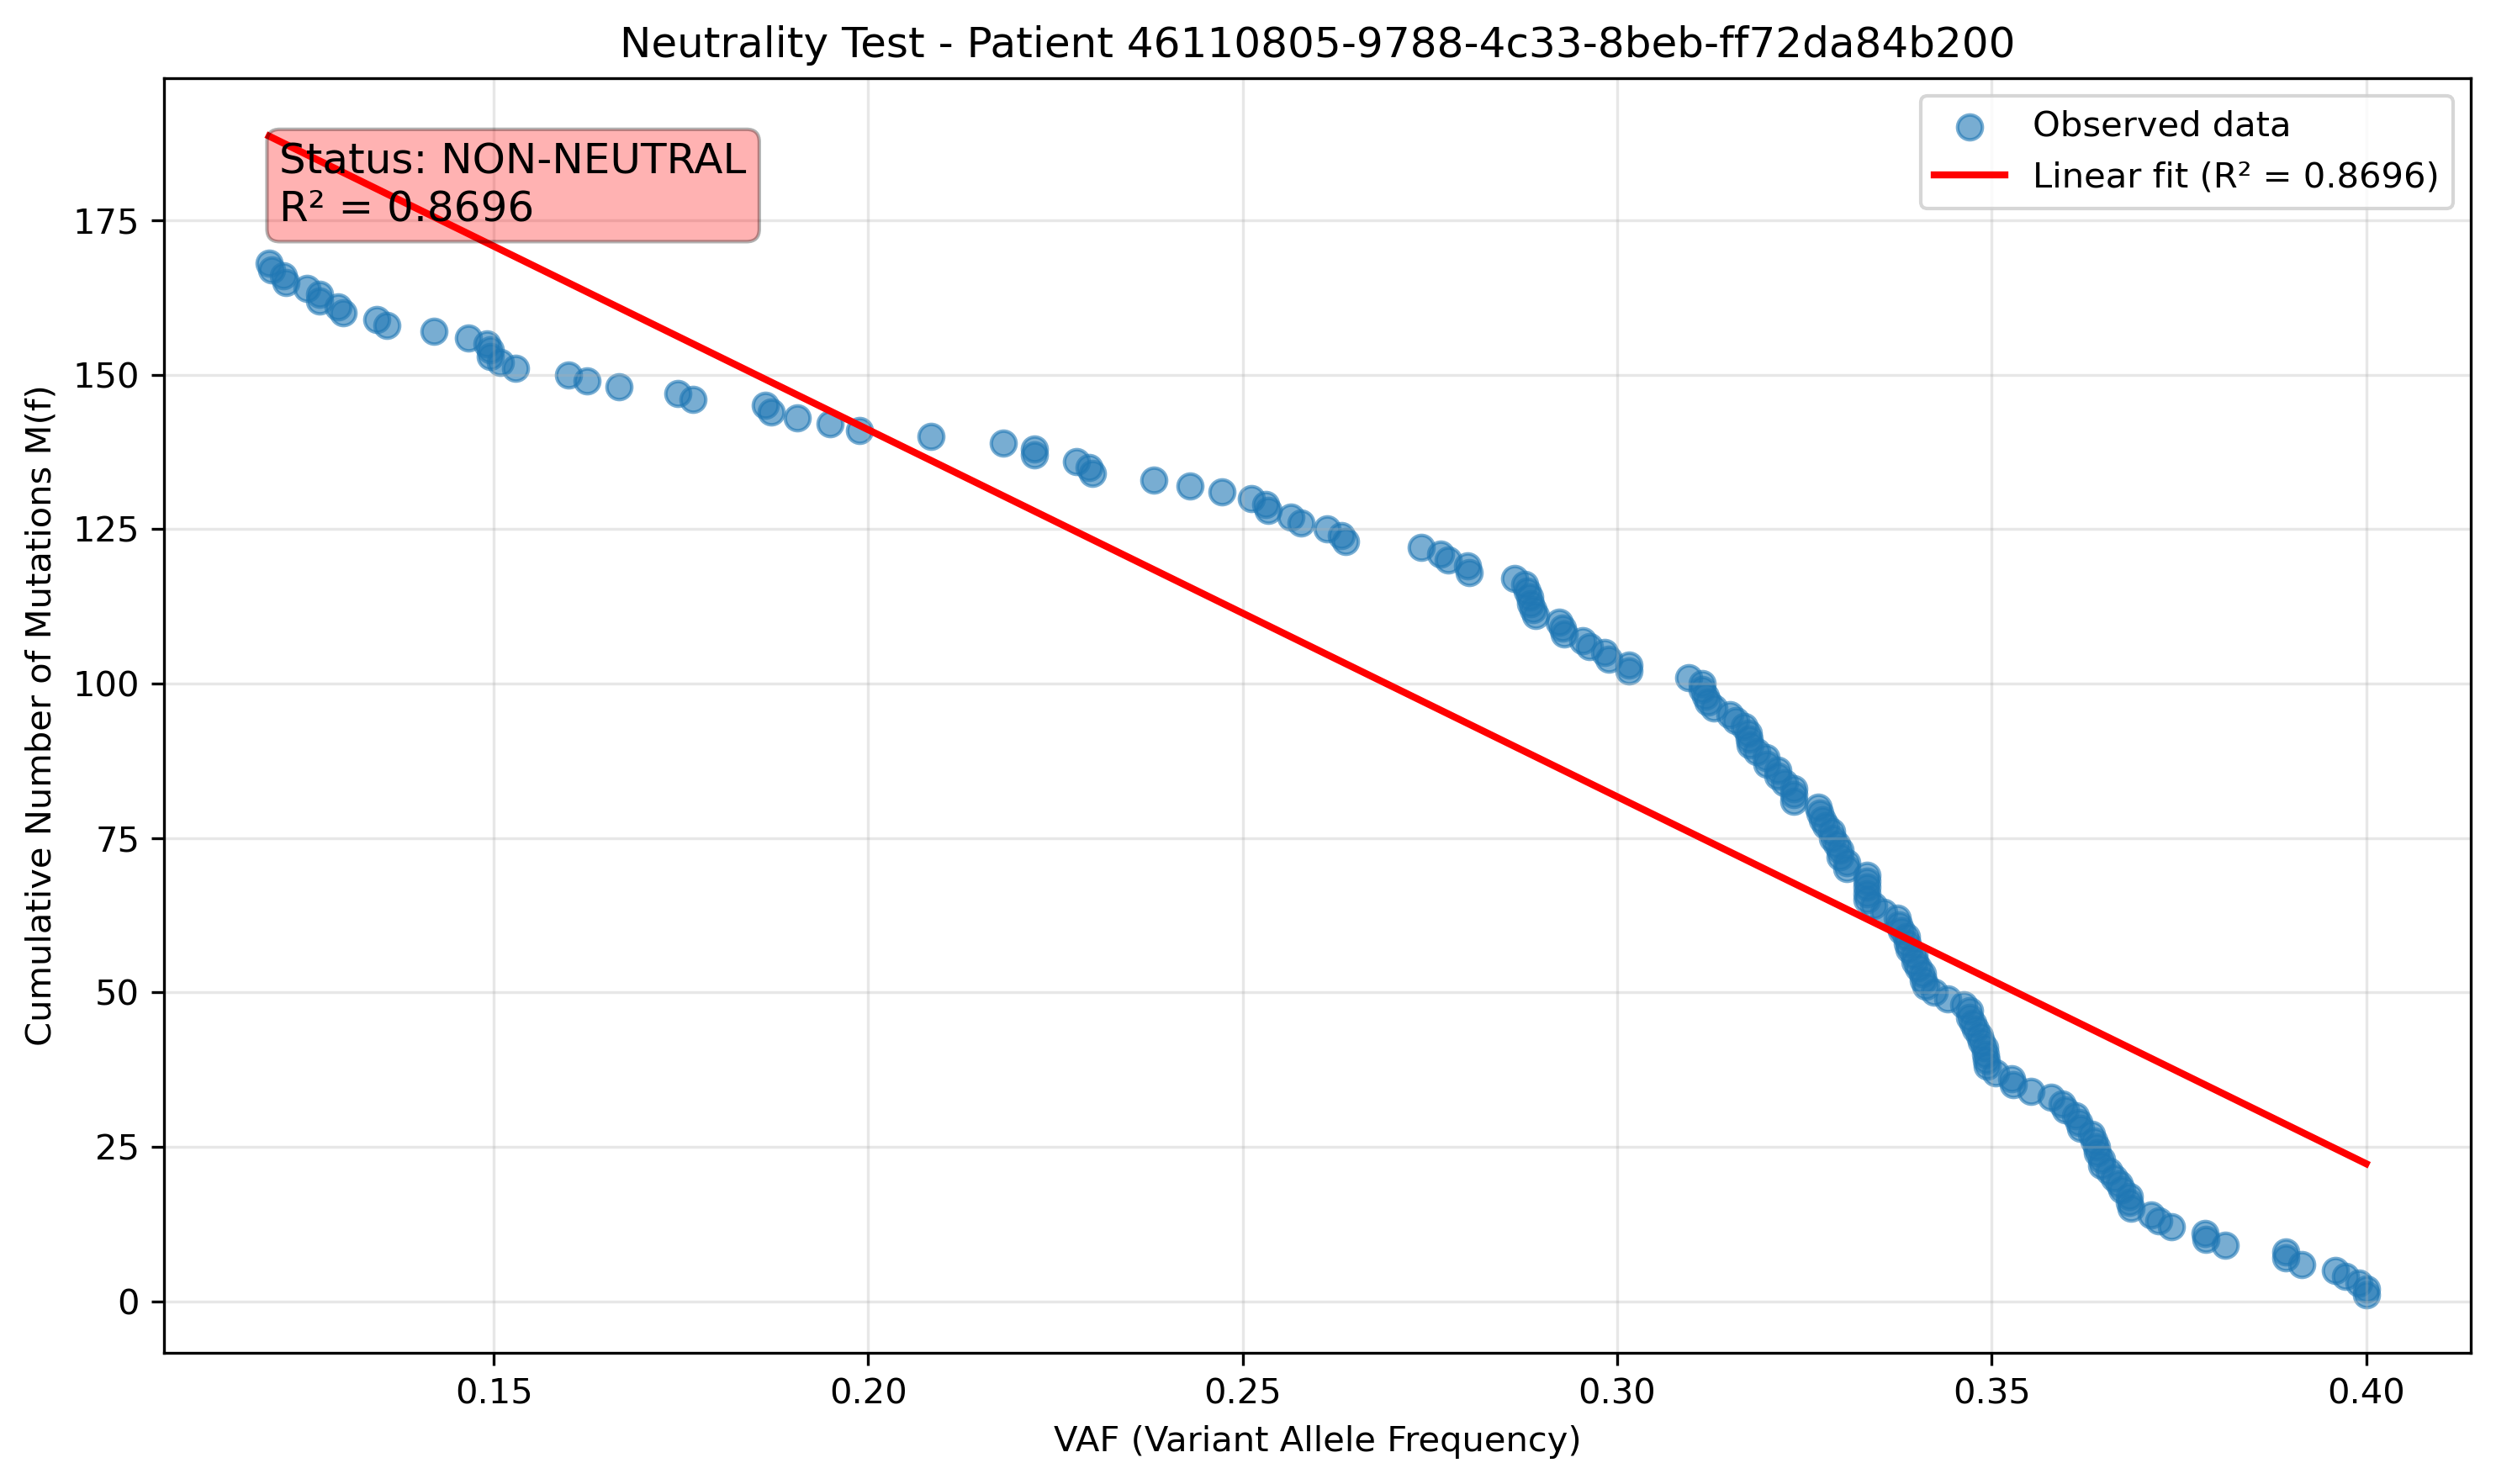 Neutrality Test - Patient 46110805-9788-4c33-8beb-ff72da84b200
Status: NON-NEUTRAL
R² = 0.8696
Observed data
Linear fit (R² = 0.8696)
Cumulative Number of Mutations M(f)
175
150
125
100
75
50
25
0
0.15
0.20
0.25
0.30
0.35
0.40
VAF (Variant Allele Frequency)